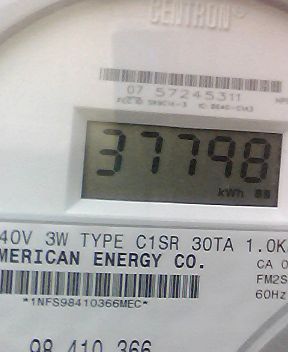 CENTRON®
07 57245311
37798
kWh
40V 3W TYPE C1SR 30TA 1.0K
MERICAN ENERGY CO.
CA 0
FM2S
60Hz
*1NFS98410366MEC*
98 410 366